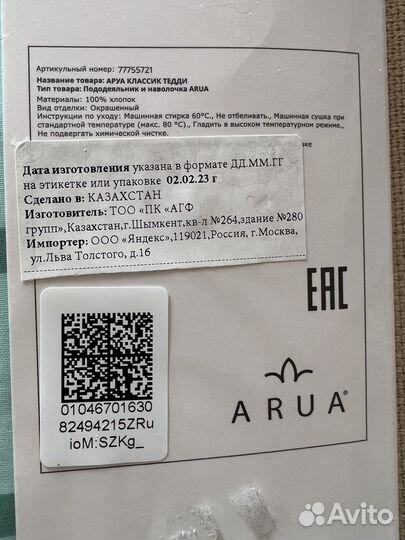 Артикульный номер: 77755721
Название товара: АРУА КЛАССИК ТЕДДИ
Тип товара: Пододеяльник и наволочка ARUA
Материалы: 100% хлопок
Вид отделки: Окрашенный
Инструкции по уходу: Машинная стирка 60°C., Не отбеливать., Машинная сушка при
стандартной температуре (макс. 80 °C.), Гладить в высоком температурном режиме.,
Не подвергать химической чистке.
Дата изготовления указана в формате ДД.ММ.ГГ
на этикетке или упаковке 02.02.23 г
Сделано в: КАЗАХСТАН
Изготовитель: ТОО «ПК «АГФ
групп»,Казахстан,г.Шымкент,кв-л №264,здание №280
Импортер: ООО «Яндекс»,119021,Россия, г.Москва,
ул.Льва Толстого, д.16
EAC
01046701630
82494215ZRu
ioM:SZKg_
ARUA®
Avito